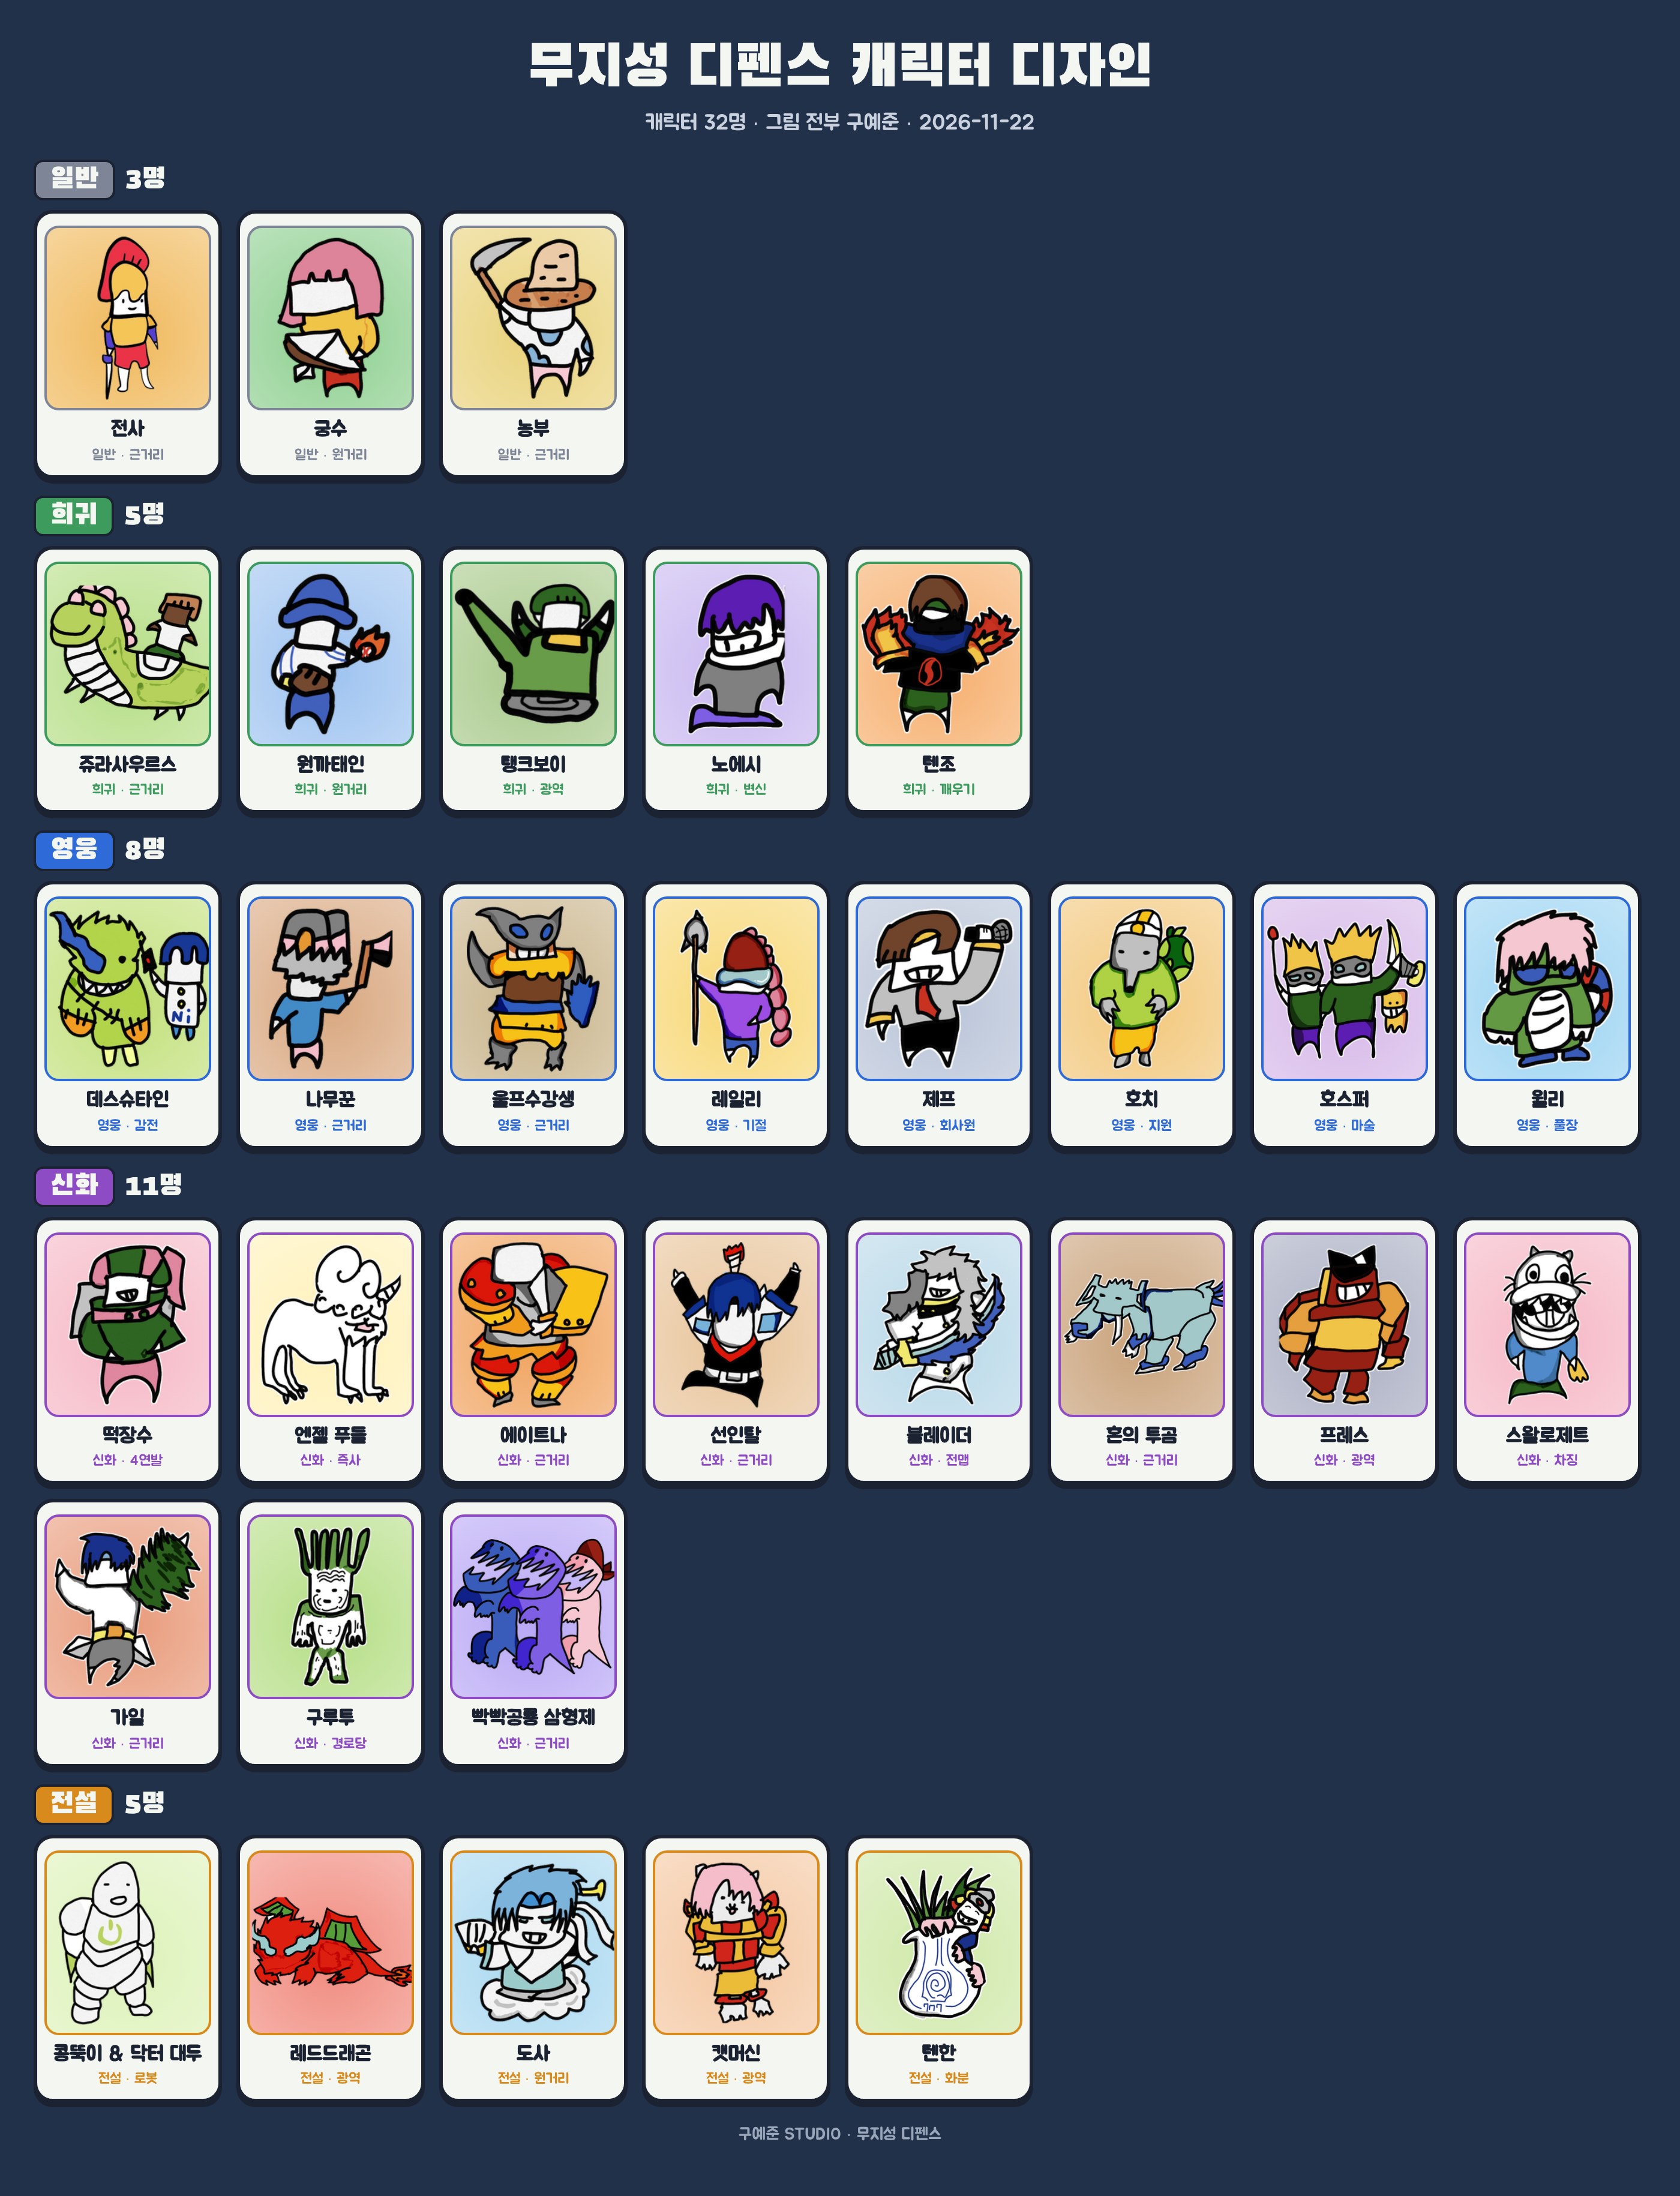 무지성 디펜스 캐릭터 디자인
캐릭터 32명 · 그림 전부 구예준 · 2026-11-22
일반 3명
전사 궁수 농부
일반 · 근거리 일반 · 원거리 일반 · 근거리
희귀 5명
쥬라사우르스 원까태인 탱크보이 노에시 텐조
희귀 · 근거리 희귀 · 원거리 희귀 · 광역 희귀 · 변신 희귀 · 깨우기
영웅 8명
Ni
데스슈타인 나무꾼 울프수강생 레일리 제프 호치 호스퍼 윌리
영웅 · 감전 영웅 · 근거리 영웅 · 근거리 영웅 · 기절 영웅 · 회사원 영웅 · 지원 영웅 · 마술 영웅 · 풀장
신화 11명
떡장수 엔젤 푸들 에이트나 선인탈 블레이더 혼의 투곰 프레스 스왈로제트
신화 · 4연발 신화 · 즉사 신화 · 근거리 신화 · 근거리 신화 · 전맵 신화 · 근거리 신화 · 광역 신화 · 차징
가일 구루투 빡빡공룡 삼형제
신화 · 근거리 신화 · 경로당 신화 · 근거리
전설 5명
콩뚝이 & 닥터 대두 레드드래곤 도사 캣머신 텐한
전설 · 로봇 전설 · 광역 전설 · 원거리 전설 · 광역 전설 · 화분
구예준 STUDIO · 무지성 디펜스